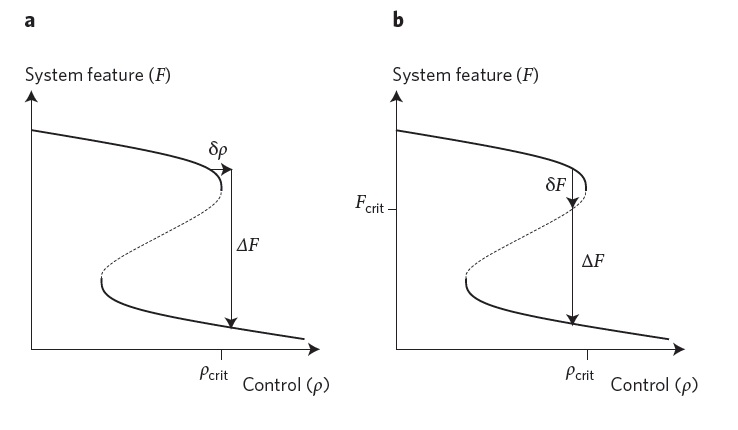 a
System feature (F)
δρ
ΔF
ρcrit
Control (ρ)
b
System feature (F)
δF
Fcrit
ΔF
ρcrit
Control (ρ)